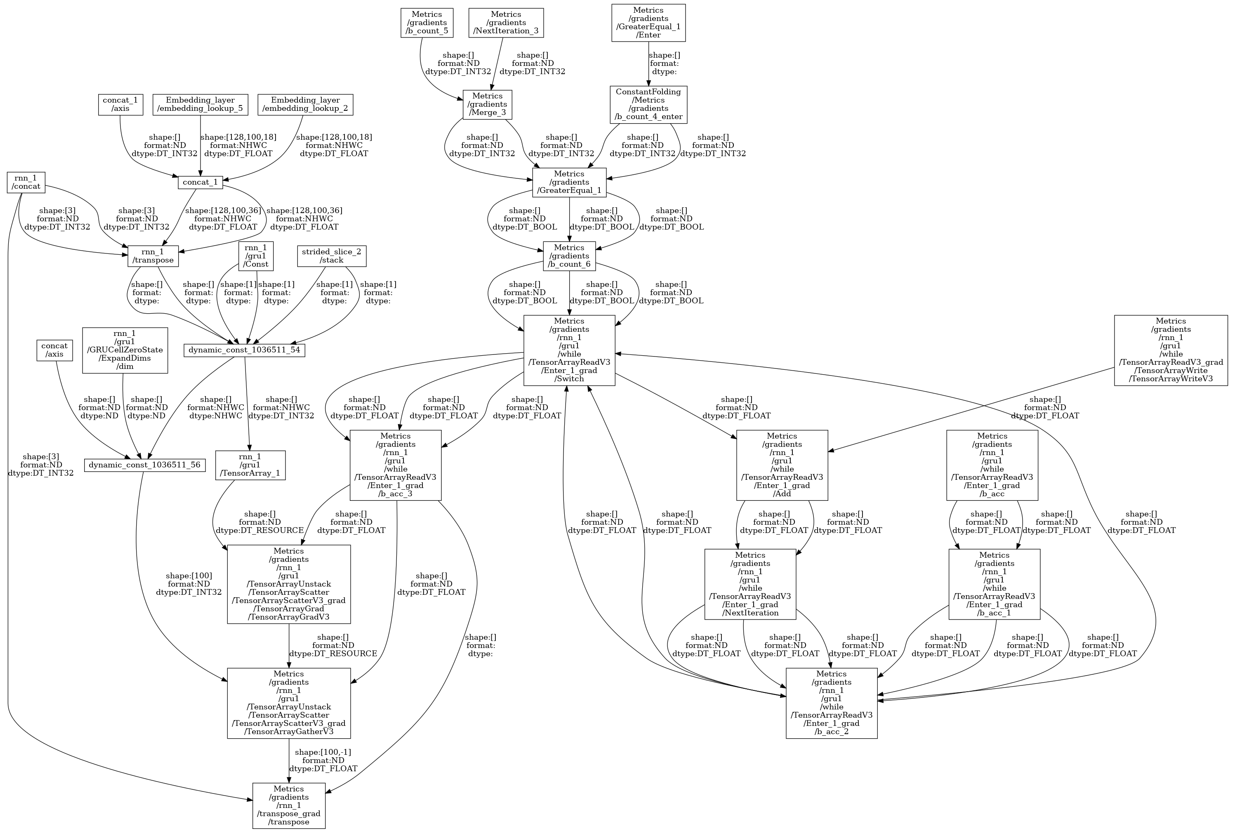 Metrics
/gradients
/b_count_5
Metrics
/gradients
/NextIteration_3
Metrics
/gradients
/GreaterEqual_1
/Enter
shape:[]
format:ND
dtype:DT_INT32
shape:[]
format:ND
dtype:DT_INT32
shape:[]
format:
dtype:
concat_1
/axis
Embedding_layer
/embedding_lookup_5
Embedding_layer
/embedding_lookup_2
Metrics
/gradients
/Merge_3
ConstantFolding
/Metrics
/gradients
/b_count_4_enter
shape:[]
format:ND
dtype:DT_INT32
shape:[128,100,18]
format:NHWC
dtype:DT_FLOAT
shape:[128,100,18]
format:NHWC
dtype:DT_FLOAT
shape:[]
format:ND
dtype:DT_INT32
shape:[]
format:ND
dtype:DT_INT32
shape:[]
format:ND
dtype:DT_INT32
shape:[]
format:ND
dtype:DT_INT32
rnn_1
/concat
concat_1
Metrics
/gradients
/GreaterEqual_1
shape:[3]
format:ND
dtype:DT_INT32
shape:[3]
format:ND
dtype:DT_INT32
shape:[128,100,36]
format:NHWC
dtype:DT_FLOAT
shape:[128,100,36]
format:NHWC
dtype:DT_FLOAT
shape:[]
format:ND
dtype:DT_BOOL
shape:[]
format:ND
dtype:DT_BOOL
shape:[]
format:ND
dtype:DT_BOOL
rnn_1
/transpose
rnn_1
/gru1
/Const
strided_slice_2
/stack
Metrics
/gradients
/b_count_6
shape:[]
format:
dtype:
shape:[]
format:
dtype:
shape:[1]
format:
dtype:
shape:[1]
format:
dtype:
shape:[1]
format:
dtype:
shape:[1]
format:
dtype:
shape:[]
format:ND
dtype:DT_BOOL
shape:[]
format:ND
dtype:DT_BOOL
shape:[]
format:ND
dtype:DT_BOOL
concat
/axis
rnn_1
/gru1
/GRUCellZeroState
/ExpandDims
/dim
dynamic_const_1036511_54
Metrics
/gradients
/rnn_1
/gru1
/while
/TensorArrayReadV3
/Enter_1_grad
/Switch
Metrics
/gradients
/rnn_1
/gru1
/while
/TensorArrayReadV3_grad
/TensorArrayWrite
/TensorArrayWriteV3
shape:[]
format:ND
dtype:ND
shape:[]
format:ND
dtype:ND
shape:[]
format:NHWC
dtype:NHWC
shape:[]
format:NHWC
dtype:DT_INT32
shape:[]
format:ND
dtype:DT_FLOAT
shape:[]
format:ND
dtype:DT_FLOAT
shape:[]
format:ND
dtype:DT_FLOAT
shape:[]
format:ND
dtype:DT_FLOAT
shape:[]
format:ND
dtype:DT_FLOAT
shape:[3]
format:ND
dtype:DT_INT32
dynamic_const_1036511_56
rnn_1
/gru1
/TensorArray_1
Metrics
/gradients
/rnn_1
/gru1
/while
/TensorArrayReadV3
/Enter_1_grad
/b_acc_3
Metrics
/gradients
/rnn_1
/gru1
/while
/TensorArrayReadV3
/Enter_1_grad
/Add
Metrics
/gradients
/rnn_1
/gru1
/while
/TensorArrayReadV3
/Enter_1_grad
/b_acc
shape:[]
format:ND
dtype:DT_RESOURCE
shape:[]
format:ND
dtype:DT_FLOAT
shape:[]
format:ND
dtype:DT_FLOAT
shape:[]
format:ND
dtype:DT_FLOAT
shape:[]
format:ND
dtype:DT_FLOAT
shape:[]
format:ND
dtype:DT_FLOAT
shape:[]
format:ND
dtype:DT_FLOAT
shape:[]
format:ND
dtype:DT_FLOAT
shape:[]
format:ND
dtype:DT_FLOAT
shape:[100]
format:ND
dtype:DT_INT32
Metrics
/gradients
/rnn_1
/gru1
/TensorArrayUnstack
/TensorArrayScatter
/TensorArrayScatterV3_grad
/TensorArrayGrad
/TensorArrayGradV3
shape:[]
format:ND
dtype:DT_FLOAT
Metrics
/gradients
/rnn_1
/gru1
/while
/TensorArrayReadV3
/Enter_1_grad
/NextIteration
Metrics
/gradients
/rnn_1
/gru1
/while
/TensorArrayReadV3
/Enter_1_grad
/b_acc_1
shape:[]
format:ND
dtype:DT_RESOURCE
shape:[]
format:
dtype:
shape:[]
format:ND
dtype:DT_FLOAT
shape:[]
format:ND
dtype:DT_FLOAT
shape:[]
format:ND
dtype:DT_FLOAT
shape:[]
format:ND
dtype:DT_FLOAT
shape:[]
format:ND
dtype:DT_FLOAT
shape:[]
format:ND
dtype:DT_FLOAT
Metrics
/gradients
/rnn_1
/gru1
/TensorArrayUnstack
/TensorArrayScatter
/TensorArrayScatterV3_grad
/TensorArrayGatherV3
Metrics
/gradients
/rnn_1
/gru1
/while
/TensorArrayReadV3
/Enter_1_grad
/b_acc_2
shape:[100,-1]
format:ND
dtype:DT_FLOAT
Metrics
/gradients
/rnn_1
/transpose_grad
/transpose